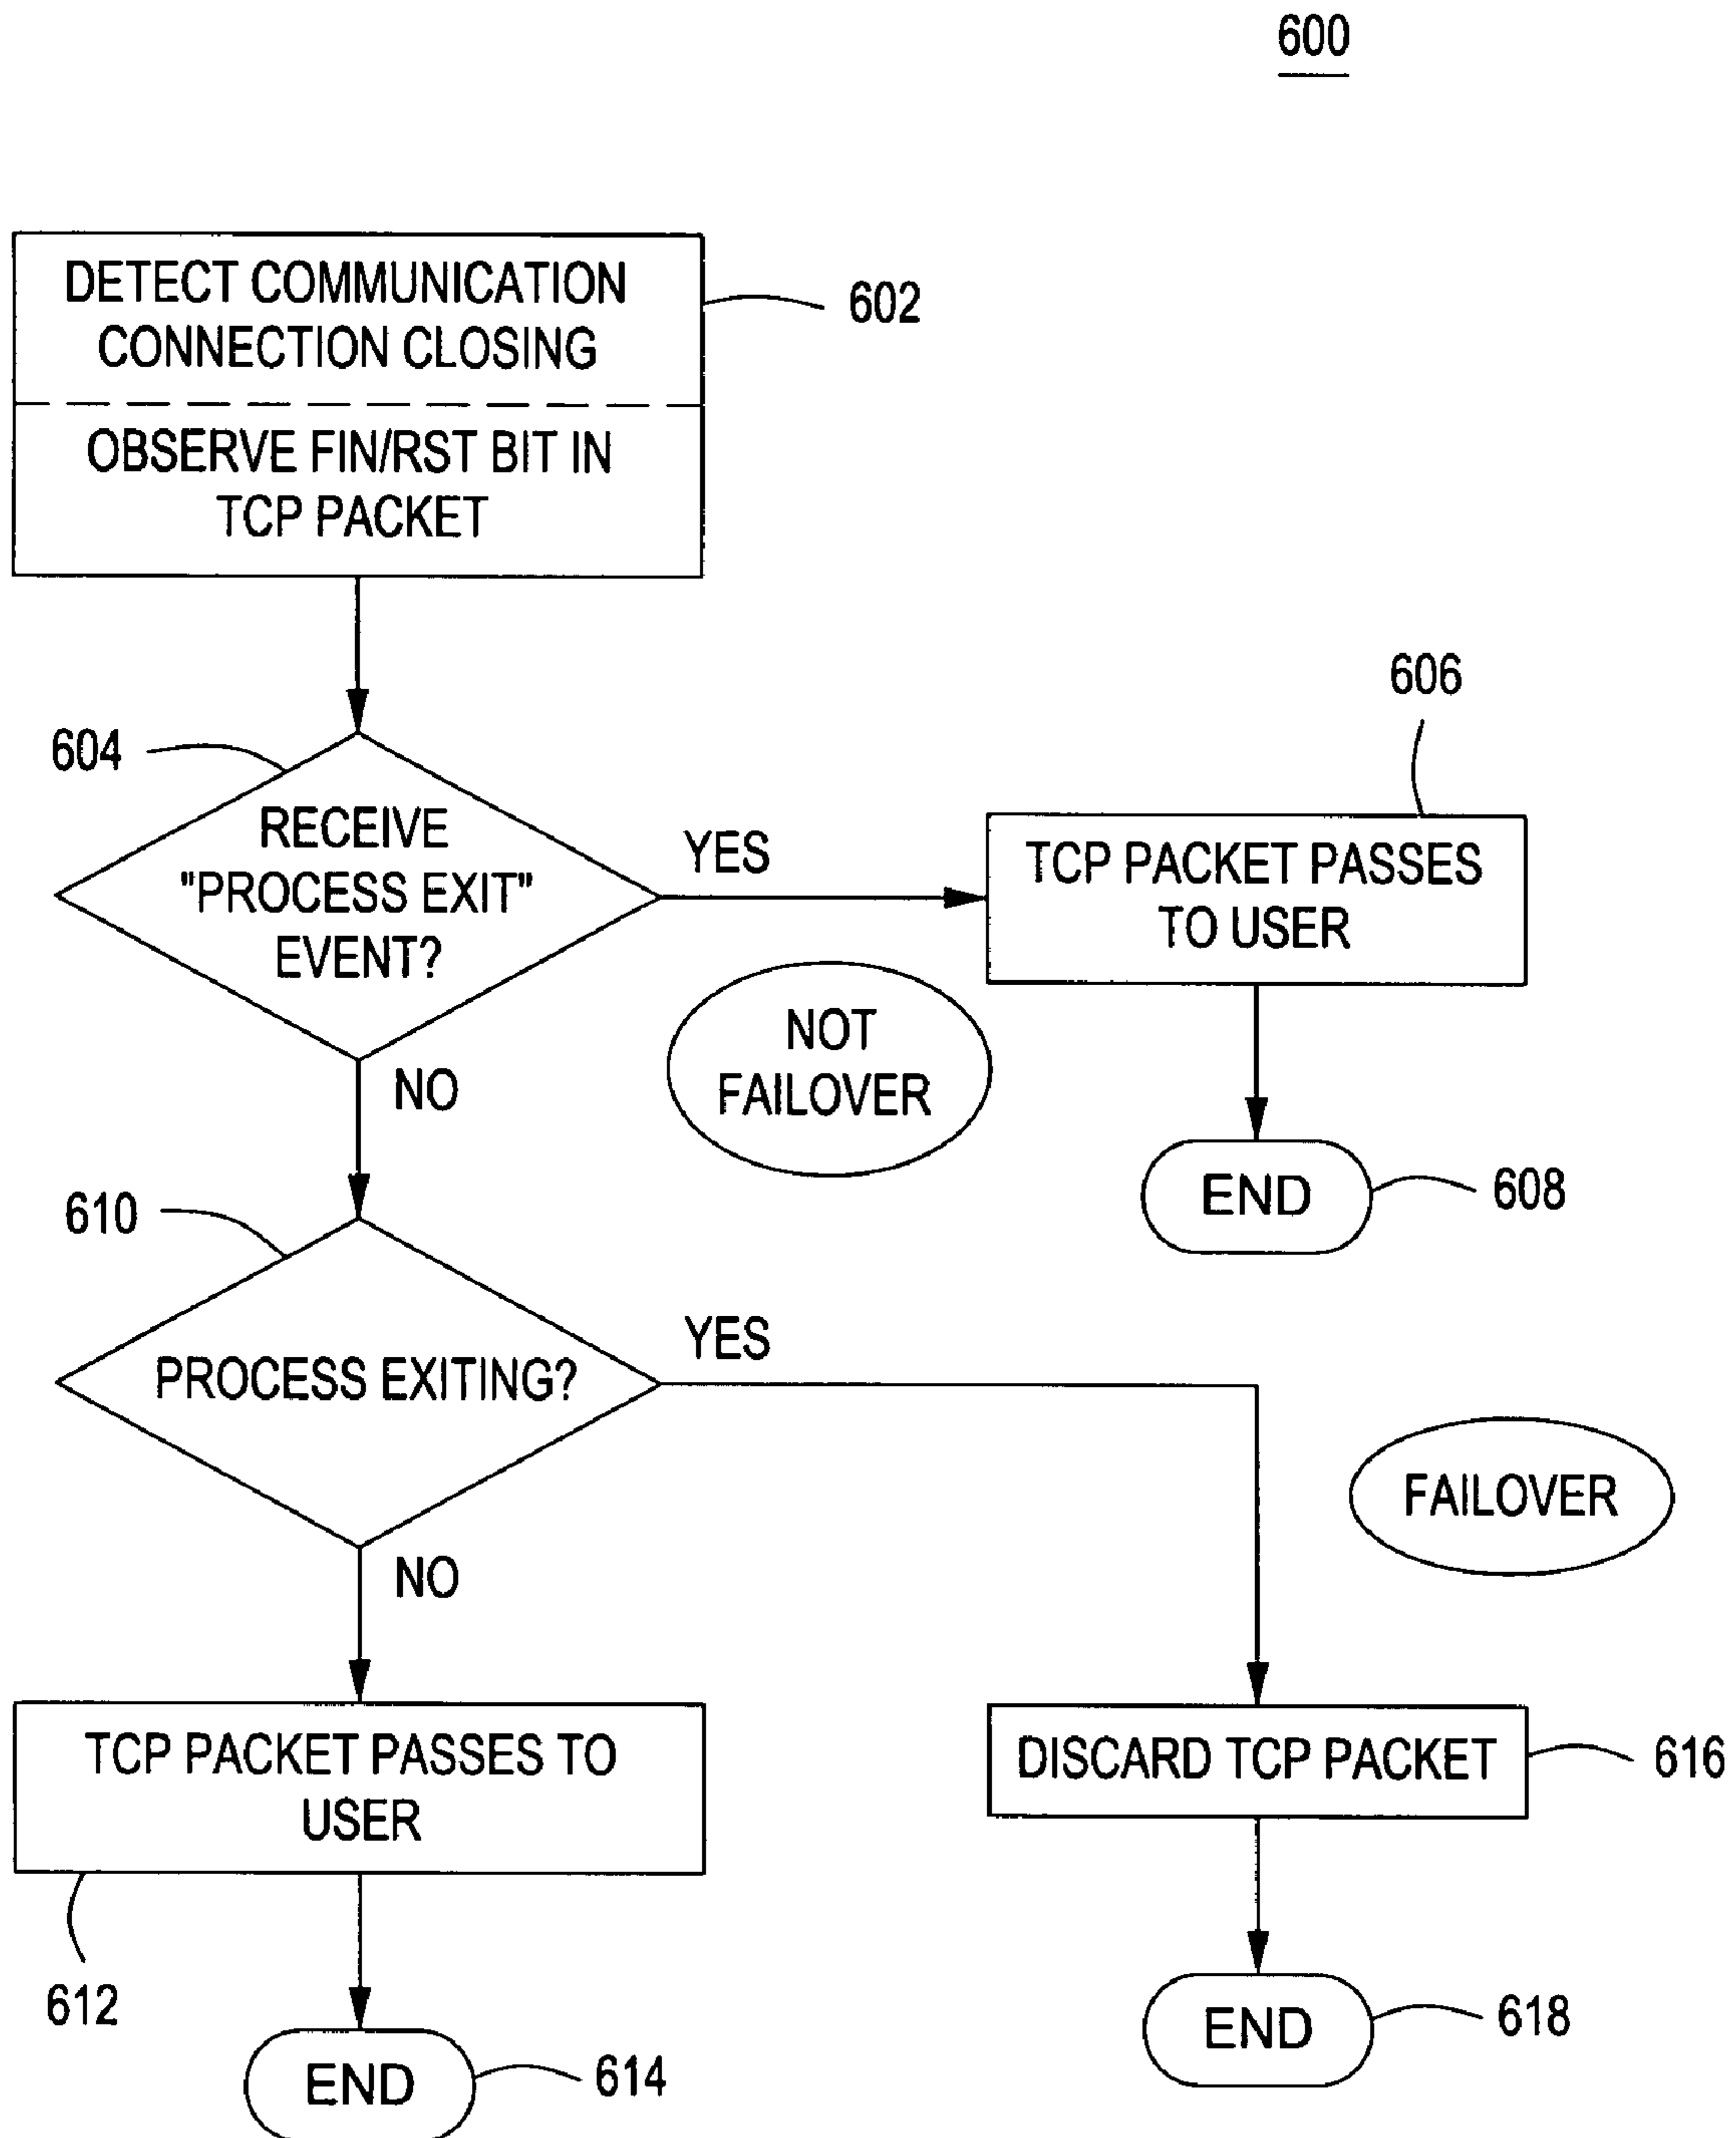 600
DETECT COMMUNICATION
CONNECTION CLOSING
602
OBSERVE FIN/RST BIT IN
TCP PACKET
604
RECEIVE
"PROCESS EXIT"
EVENT?
YES
606
TCP PACKET PASSES
TO USER
NOT
FAILOVER
NO
END
608
610
PROCESS EXITING?
YES
FAILOVER
NO
TCP PACKET PASSES TO
USER
612
DISCARD TCP PACKET
616
END
614
END
618